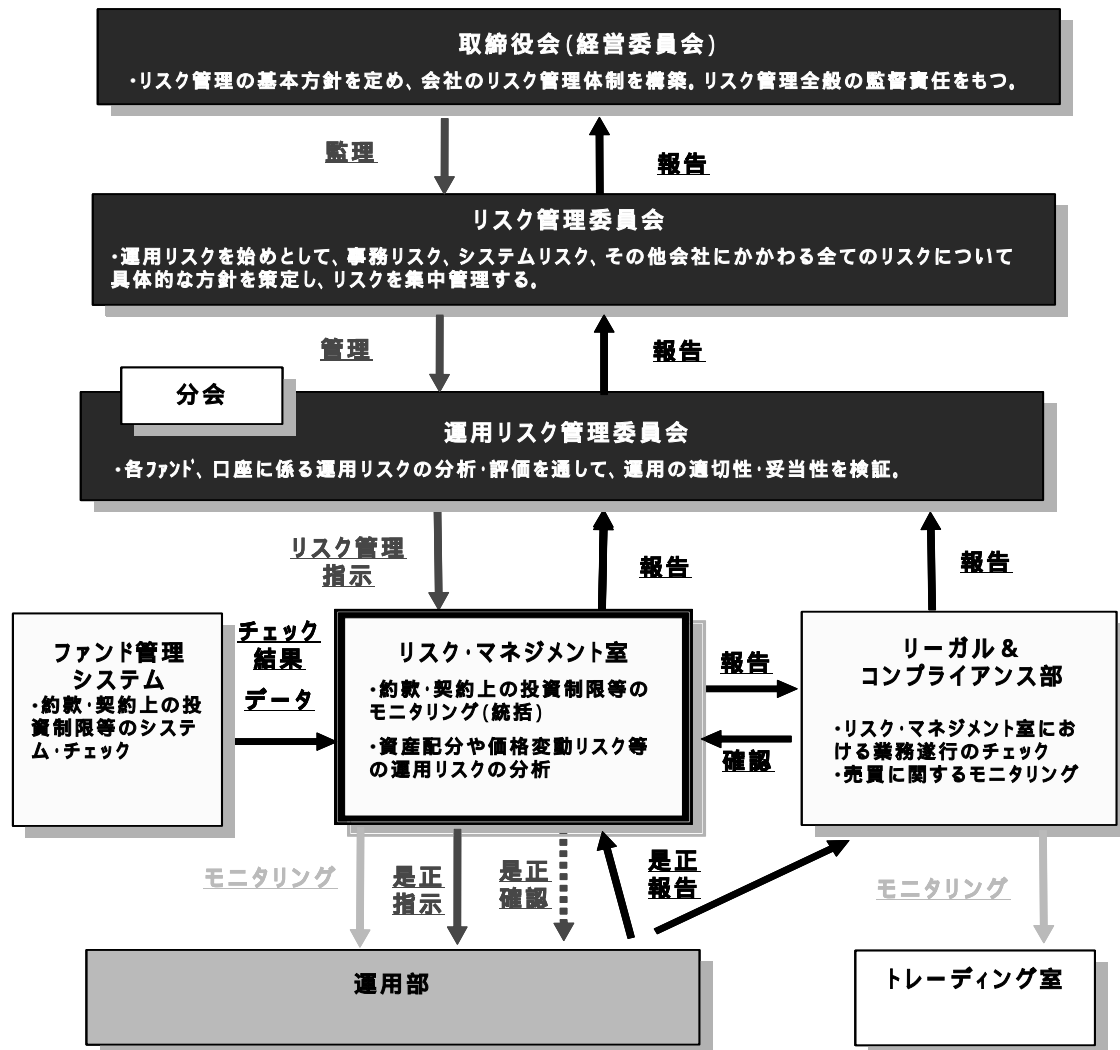 取締役会(経営委員会)
・リスク管理の基本方針を定め、会社のリスク管理体制を構築。リスク管理全般の監督責任をもつ。
監理
報告
リスク管理委員会
・運用リスクを始めとして、事務リスク、システムリスク、その他会社にかかわる全てのリスクについて
具体的な方針を策定し、リスクを集中管理する。
管理
報告
分会
運用リスク管理委員会
・各ファンド、口座に係る運用リスクの分析・評価を通して、運用の適切性・妥当性を検証。
リスク管理
指示
報告
報告
ファンド管理
システム
・約款・契約上の投
資制限等のシステ
ム・チェック
チェック
結果
データ
リスク・マネジメント室
・約款・契約上の投資制限等の
モニタリング(統括)
・資産配分や価格変動リスク等
の運用リスクの分析
報告
確認
リーガル&
コンプライアンス部
・リスク・マネジメント室にお
ける業務遂行のチェック
・売買に関するモニタリング
モニタリング
是正
指示
是正
確認
是正
報告
モニタリング
運用部
トレーディング室